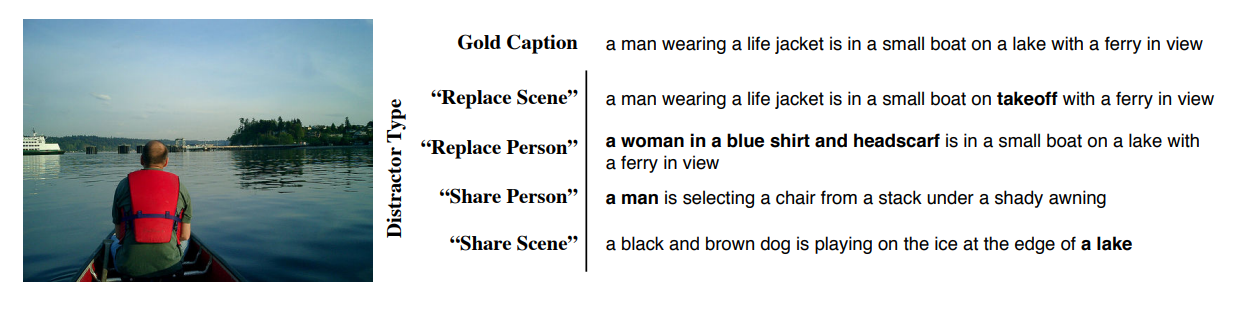 Gold Caption a man wearing a life jacket is in a small boat on a lake with a ferry in view
Distractor Type
“Replace Scene” a man wearing a life jacket is in a small boat on takeoff with a ferry in view
“Replace Person” a woman in a blue shirt and headscarf is in a small boat on a lake with
a ferry in view
“Share Person” a man is selecting a chair from a stack under a shady awning
“Share Scene” a black and brown dog is playing on the ice at the edge of a lake